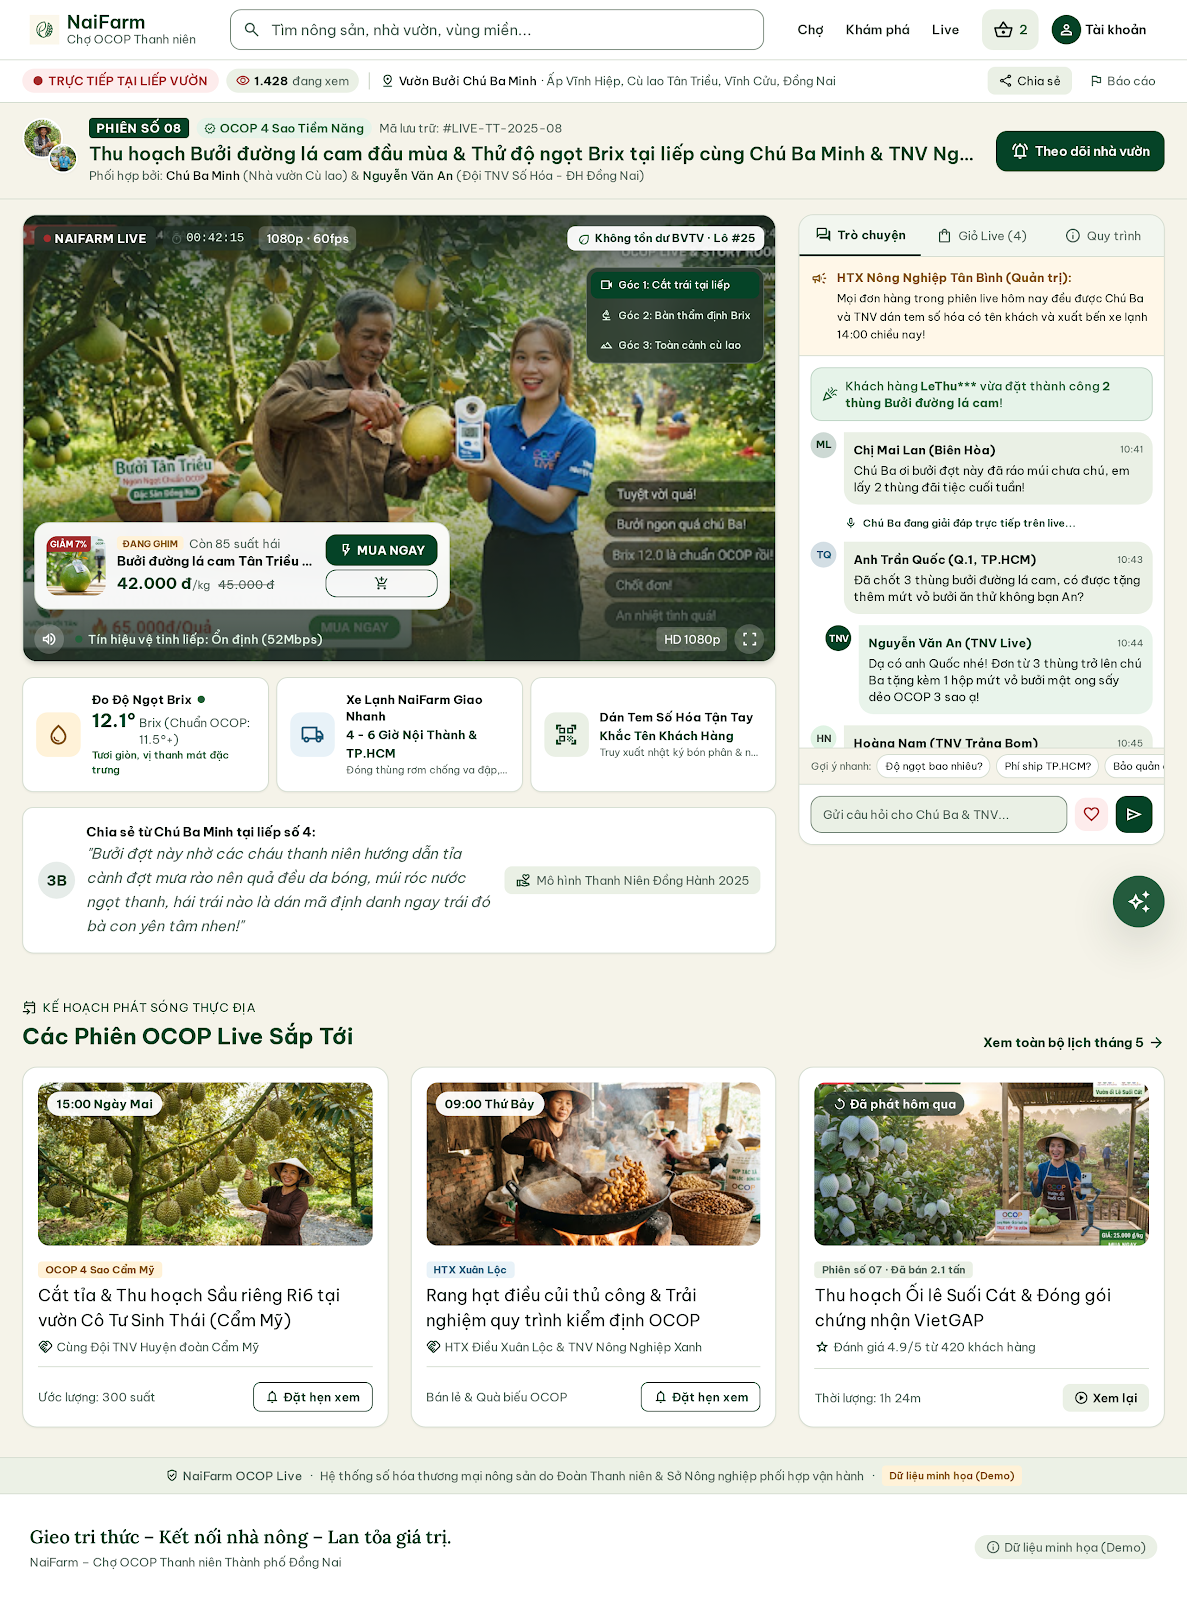 NaiFarm
Chợ OCOP Thanh niên
Tìm nông sản, nhà vườn, vùng miền...
Chợ
Khám phá
Live
2
Tài khoản
TRỰC TIẾP TẠI LIẾP VƯỜN
1.428 đang xem
Vườn Bưởi Chú Ba Minh · Ấp Vĩnh Hiệp, Cù lao Tân Triều, Vĩnh Cửu, Đồng Nai
Chia sẻ
Báo cáo
PHIÊN SỐ 08
OCOP 4 Sao Tiềm Năng
Mã lưu trữ: #LIVE-TT-2025-08
Thu hoạch Bưởi đường lá cam đầu mùa & Thử độ ngọt Brix tại liếp cùng Chú Ba Minh & TNV Ng...
Phối hợp bởi: Chú Ba Minh (Nhà vườn Cù lao) & Nguyễn Văn An (Đội TNV Số Hóa - ĐH Đồng Nai)
Theo dõi nhà vườn
NAIFARM LIVE
00:42:15
1080p · 60fps
Không tồn dư BVTV · Lô #25
OCOP LIVE & STORY ROOM
Góc 1: Cắt trái tại liếp
Góc 2: Bàn thẩm định Brix
Góc 3: Toàn cảnh cù lao
OCOP
LIVE
Bưởi Tân Triều
Ngon Ngọt Chuẩn OCOP
Đặc Sản Đồng Nai
Tuyệt vời quá!
Bưởi ngon quá chú Ba!
Brix 12.0 là chuẩn OCOP rồi!
Chốt đơn!
An nhiệt tình quá!
GIẢM 7%
ĐANG GHIM
Còn 85 suất hái
Bưởi đường lá cam Tân Triều ...
42.000 đ/kg
45.000 đ
MUA NGAY
65.000đ/Quả
MUA NGAY
Tín hiệu vệ tinh liếp: Ổn định (52Mbps)
HD 1080p
Đo Độ Ngọt Brix
12.1° Brix (Chuẩn OCOP: 11.5°+)
Tươi giòn, vị thanh mát đặc trưng
Xe Lạnh NaiFarm Giao Nhanh
4 - 6 Giờ Nội Thành & TP.HCM
Đóng thùng rơm chống va đập,...
Dán Tem Số Hóa Tận Tay
Khắc Tên Khách Hàng
Truy xuất nhật ký bón phân & n...
3B
Chia sẻ từ Chú Ba Minh tại liếp số 4:
"Bưởi đợt này nhờ các cháu thanh niên hướng dẫn tỉa
cành đợt mưa rào nên quả đều da bóng, múi róc nước
ngọt thanh, hái trái nào là dán mã định danh ngay trái đó
bà con yên tâm nhen!"
Mô hình Thanh Niên Đồng Hành 2025
Trò chuyện
Giỏ Live (4)
Quy trình
HTX Nông Nghiệp Tân Bình (Quản trị):
Mọi đơn hàng trong phiên live hôm nay đều được Chú Ba
và TNV dán tem số hóa có tên khách và xuất bến xe lạnh
14:00 chiều nay!
Khách hàng LeThu*** vừa đặt thành công 2
thùng Bưởi đường lá cam!
ML
Chị Mai Lan (Biên Hòa)
10:41
Chú Ba ơi bưởi đợt này đã ráo múi chưa chú, em
lấy 2 thùng đãi tiệc cuối tuần!
Chú Ba đang giải đáp trực tiếp trên live...
TQ
Anh Trần Quốc (Q.1, TP.HCM)
10:43
Đã chốt 3 thùng bưởi đường lá cam, có được tặng
thêm mứt vỏ bưởi ăn thử không bạn An?
TNV
Nguyễn Văn An (TNV Live)
10:44
Dạ có anh Quốc nhé! Đơn từ 3 thùng trở lên chú
Ba tặng kèm 1 hộp mứt vỏ bưởi mật ong sấy
dẻo OCOP 3 sao ạ!
HN
Hoàng Nam (TNV Trảng Bom)
10:45
Gợi ý nhanh:
Độ ngọt bao nhiêu?
Phí ship TP.HCM?
Bảo quản
Gửi câu hỏi cho Chú Ba & TNV...
KẾ HOẠCH PHÁT SÓNG THỰC ĐỊA
Các Phiên OCOP Live Sắp Tới
Xem toàn bộ lịch tháng 5
15:00 Ngày Mai
OCOP 4 Sao Cẩm Mỹ
Cắt tỉa & Thu hoạch Sầu riêng Ri6 tại
vườn Cô Tư Sinh Thái (Cẩm Mỹ)
Cùng Đội TNV Huyện đoàn Cẩm Mỹ
Ước lượng: 300 suất
Đặt hẹn xem
09:00 Thứ Bảy
HTX Xuân Lộc
Rang hạt điều củi thủ công & Trải
nghiệm quy trình kiểm định OCOP
HTX Điều Xuân Lộc & TNV Nông Nghiệp Xanh
Bán lẻ & Quà biếu OCOP
Đặt hẹn xem
Đã phát hôm qua
Vườn ổi Lê Suối Cát
OCOP
GIÁ: 25.000 đ/kg
MUA NGAY
Phiên số 07 · Đã bán 2.1 tấn
Thu hoạch Ổi lê Suối Cát & Đóng gói
chứng nhận VietGAP
Đánh giá 4.9/5 từ 420 khách hàng
Thời lượng: 1h 24m
Xem lại
NaiFarm OCOP Live · Hệ thống số hóa thương mại nông sản do Đoàn Thanh niên & Sở Nông nghiệp phối hợp vận hành · Dữ liệu minh họa (Demo)
Gieo tri thức – Kết nối nhà nông – Lan tỏa giá trị.
NaiFarm – Chợ OCOP Thanh niên Thành phố Đồng Nai
Dữ liệu minh họa (Demo)